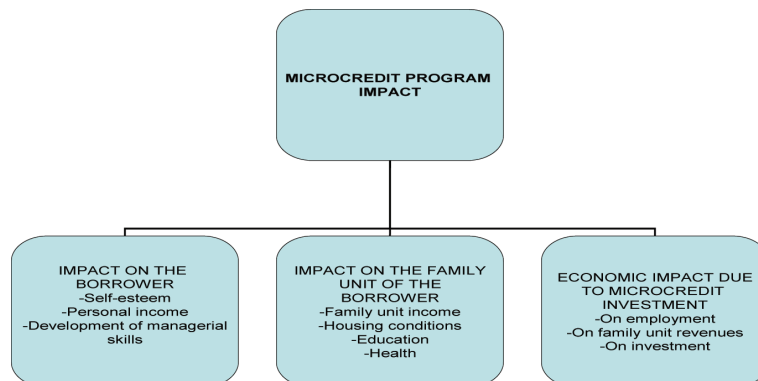 MICROCREDIT PROGRAM
IMPACT
IMPACT ON THE
BORROWER
-Self-esteem
-Personal income
-Development of managerial
skills
IMPACT ON THE FAMILY
UNIT OF THE
BORROWER
-Family unit income
-Housing conditions
-Education
-Health
ECONOMIC IMPACT DUE
TO MICROCREDIT
INVESTMENT
-On employment
-On family unit revenues
-On investment